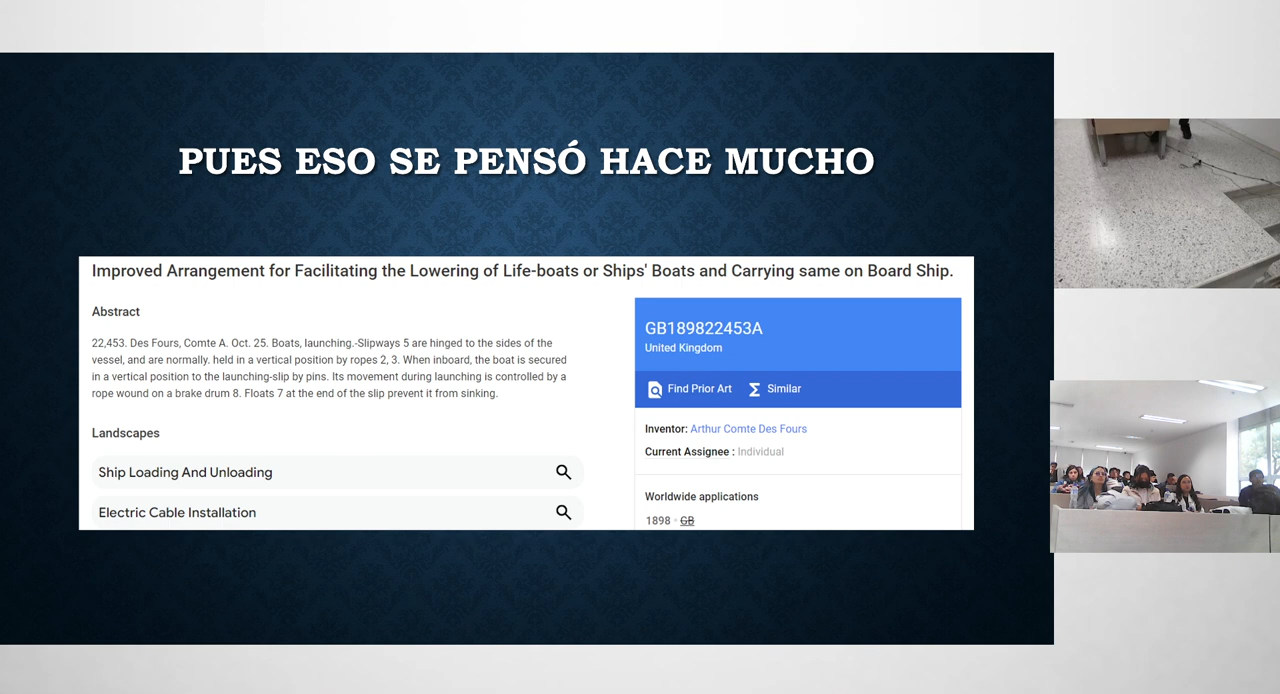 PUES ESO SE PENSÓ HACE MUCHO
Improved Arrangement for Facilitating the Lowering of Life-boats or Ships' Boats and Carrying same on Board Ship.
Abstract
22,453. Des Fours, Comte A. Oct. 25. Boats, launching.-Slipways 5 are hinged to the sides of the
vessel, and are normally. held in a vertical position by ropes 2, 3. When inboard, the boat is secured
in a vertical position to the launching-slip by pins. Its movement during launching is controlled by a
rope wound on a brake drum 8. Floats 7 at the end of the slip prevent it from sinking.
Landscapes
Ship Loading And Unloading
Electric Cable Installation
GB189822453A
United Kingdom
Find Prior Art Similar
Inventor: Arthur Comte Des Fours
Current Assignee : Individual
Worldwide applications
1898 • GB